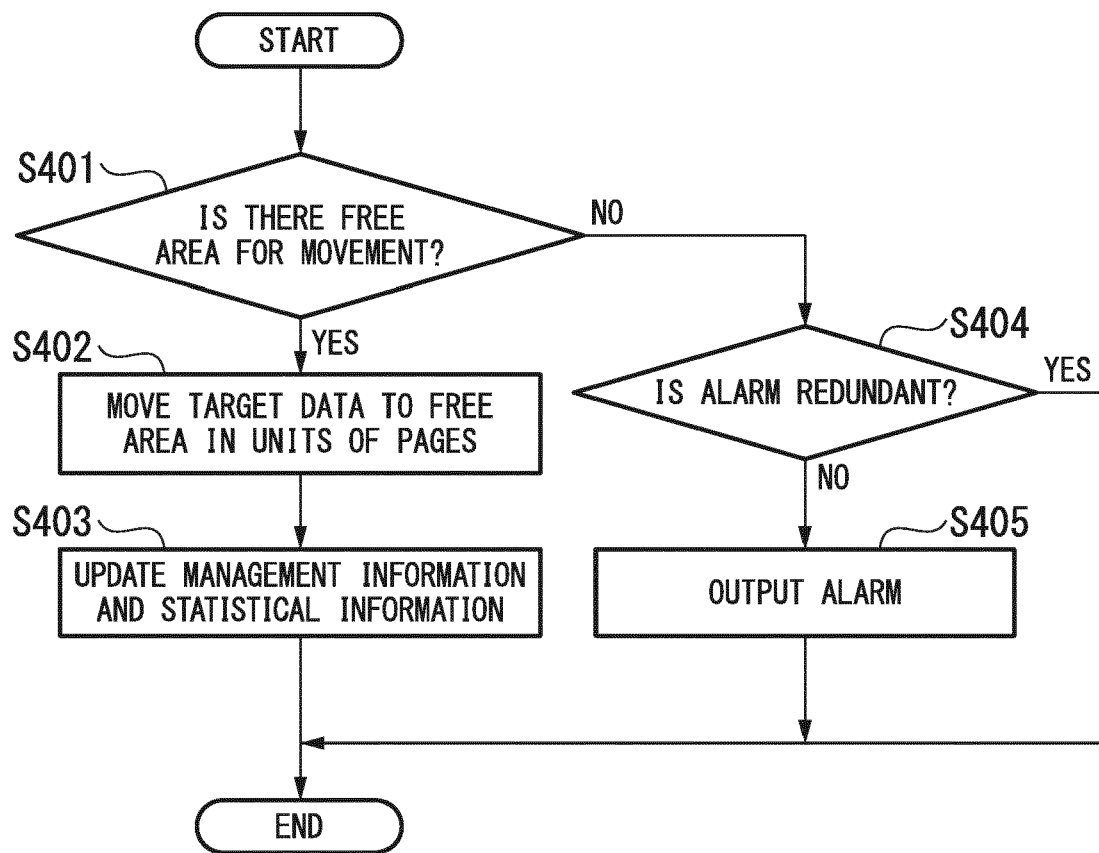 START
S401
IS THERE FREE
AREA FOR MOVEMENT?
NO
YES
S402
MOVE TARGET DATA TO FREE
AREA IN UNITS OF PAGES
S403
UPDATE MANAGEMENT INFORMATION
AND STATISTICAL INFORMATION
S404
IS ALARM REDUNDANT?
YES
NO
S405
OUTPUT ALARM
END